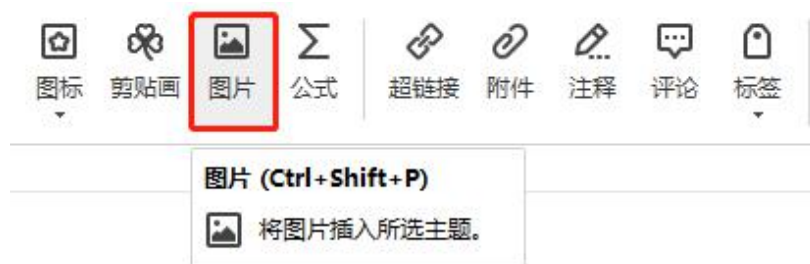 图标 剪贴画 图片 公式 超链接 附件 注释 评论 标签
图片 (Ctrl+Shift+P)
将图片插入所选主题。